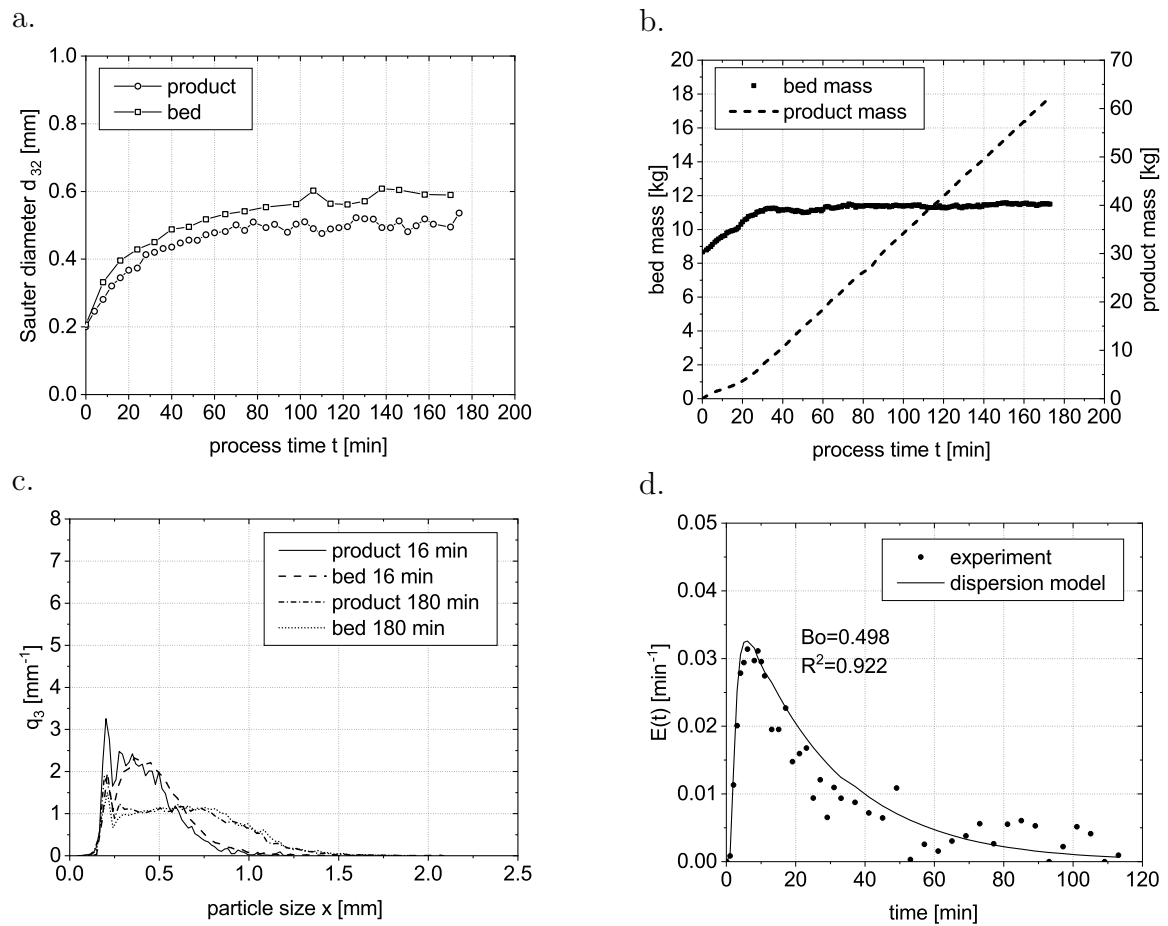 a.
1.0
0.8
0.6
0.4
0.2
0.0
Sauter diameter d32 [mm]
product
bed
0 20 40 60 80 100 120 140 160 180 200
process time t [min]
b.
20
18
16
14
12
10
8
6
4
2
0
bed mass [kg]
bed mass
product mass
70
60
50
40
30
20
10
0
product mass [kg]
0 20 40 60 80 100 120 140 160 180 200
process time t [min]
c.
8
7
6
5
4
3
2
1
0
q3 [mm-1]
product 16 min
bed 16 min
product 180 min
bed 180 min
0.0 0.5 1.0 1.5 2.0 2.5
particle size x [mm]
d.
0.05
0.04
0.03
0.02
0.01
0.00
E(t) [min-1]
experiment
dispersion model
Bo=0.498
R2=0.922
0 20 40 60 80 100 120
time [min]